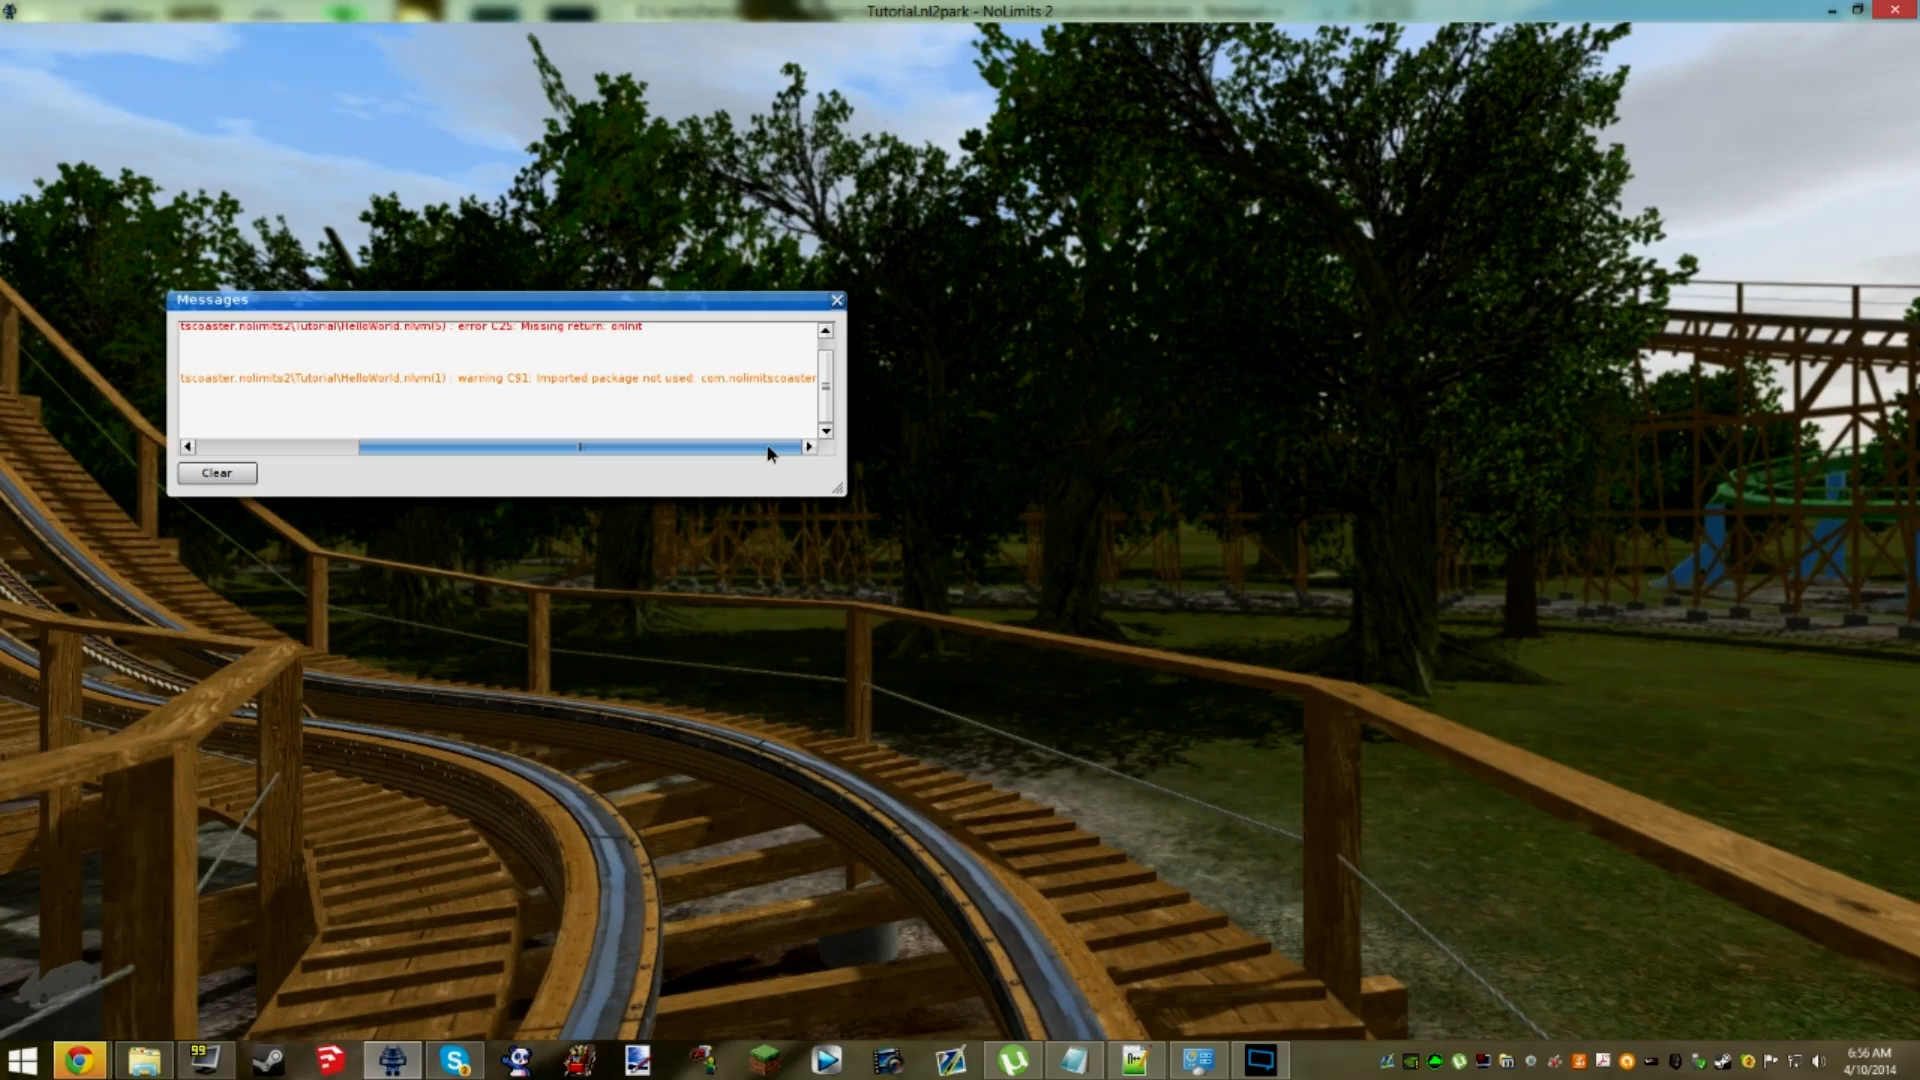 Tutorial.nl2park - NoLimits 2
Messages
tscoaster.nolimits2\Tutorial\HelloWorld.nlvm(5) : error C25: Missing return: onInit
tscoaster.nolimits2\Tutorial\HelloWorld.nlvm(1) : warning C91: Imported package not used: com.nolimitscoaster
Clear
99
6:56 AM
4/10/2014